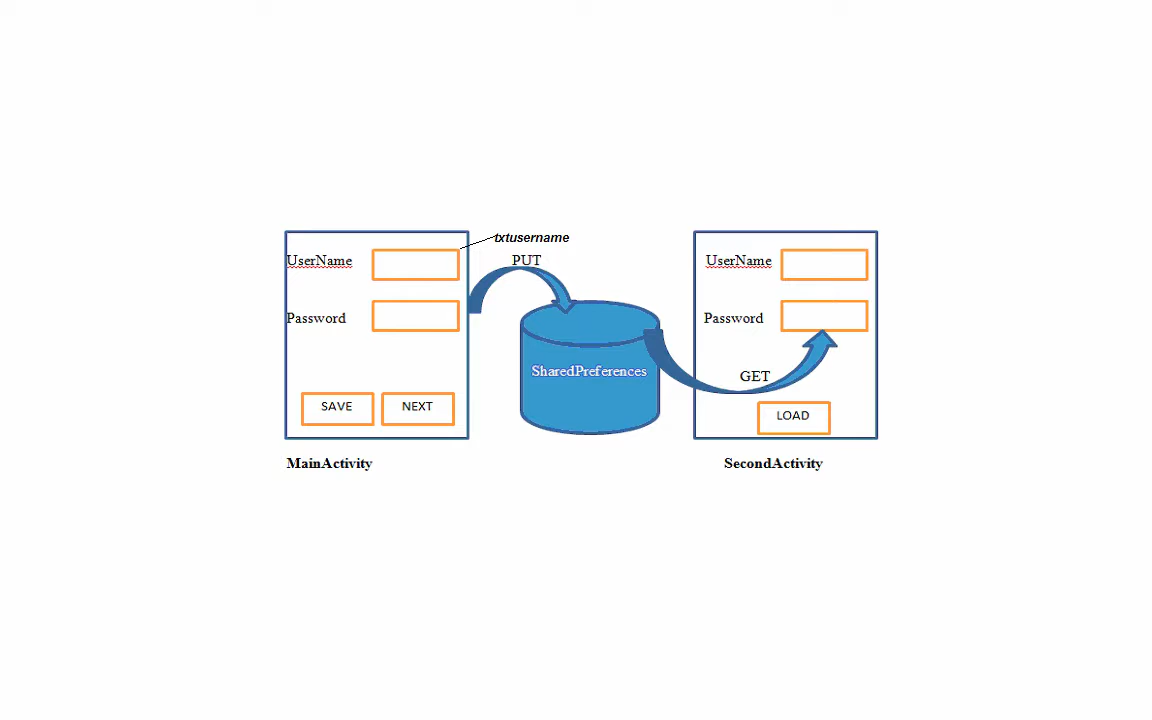 txtusername
UserName
PUT
Password
SharedPreferences
SAVE
NEXT
MainActivity
UserName
Password
GET
LOAD
SecondActivity